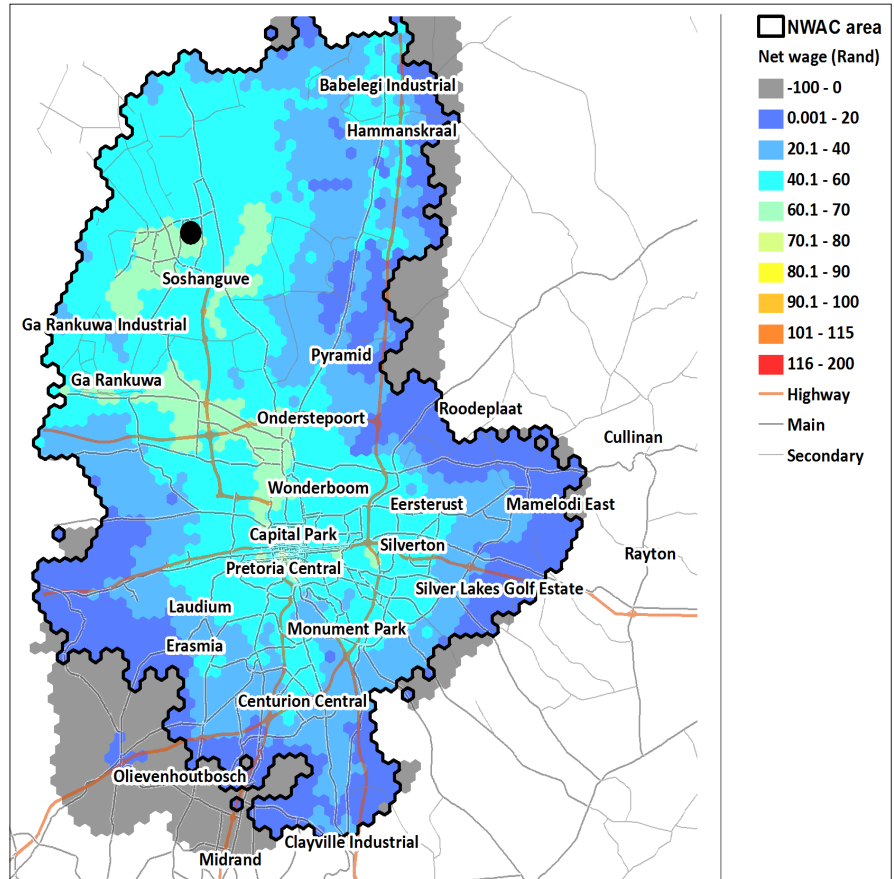 Babelegi Industrial
Hammanskraal
Soshanguve
Ga Rankuwa Industrial
Pyramid
Ga Rankuwa
Onderstepoort
Roodeplaat
Cullinan
Wonderboom
Eersterust
Mamelodi East
Capital Park
Silverton
Rayton
Pretoria Central
Silver Lakes Golf Estate
Laudium
Monument Park
Erasmia
Centurion Central
Olievenhoutbosch
Clayville Industrial
Midrand
NWAC area
Net wage (Rand)
-100 - 0
0.001 - 20
20.1 - 40
40.1 - 60
60.1 - 70
70.1 - 80
80.1 - 90
90.1 - 100
101 - 115
116 - 200
Highway
Main
Secondary